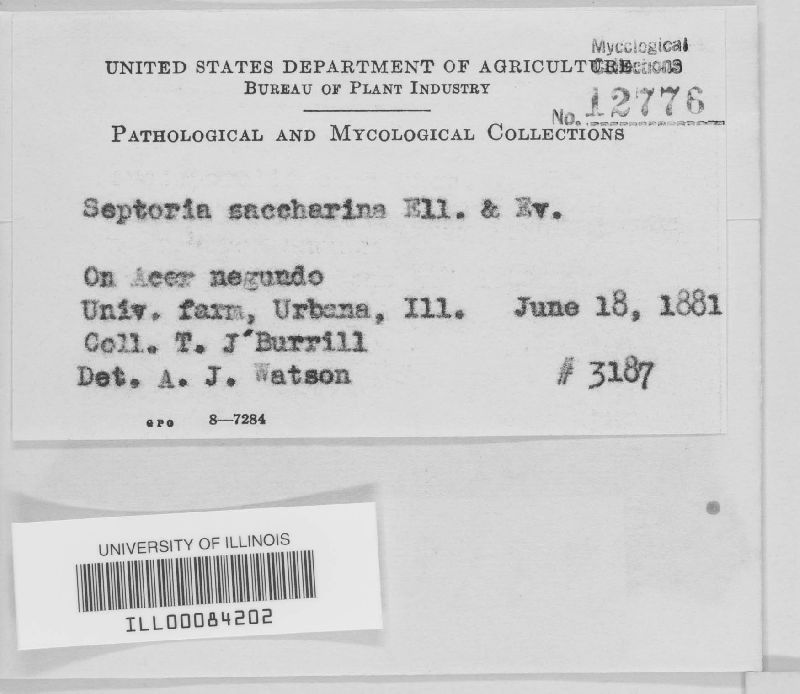 Mycological
Collections
No. 12776
UNITED STATES DEPARTMENT OF AGRICULTURE
BUREAU OF PLANT INDUSTRY
PATHOLOGICAL AND MYCOLOGICAL COLLECTIONS
Septoria saccharina Ell. & Ev.
On Acer negundo
Univ. farm, Urbana, Ill. June 18, 1881
Coll. T. J Burrill
Det. A. J. Watson # 3187
GPO 8—7284
UNIVERSITY OF ILLINOIS
ILL00084202